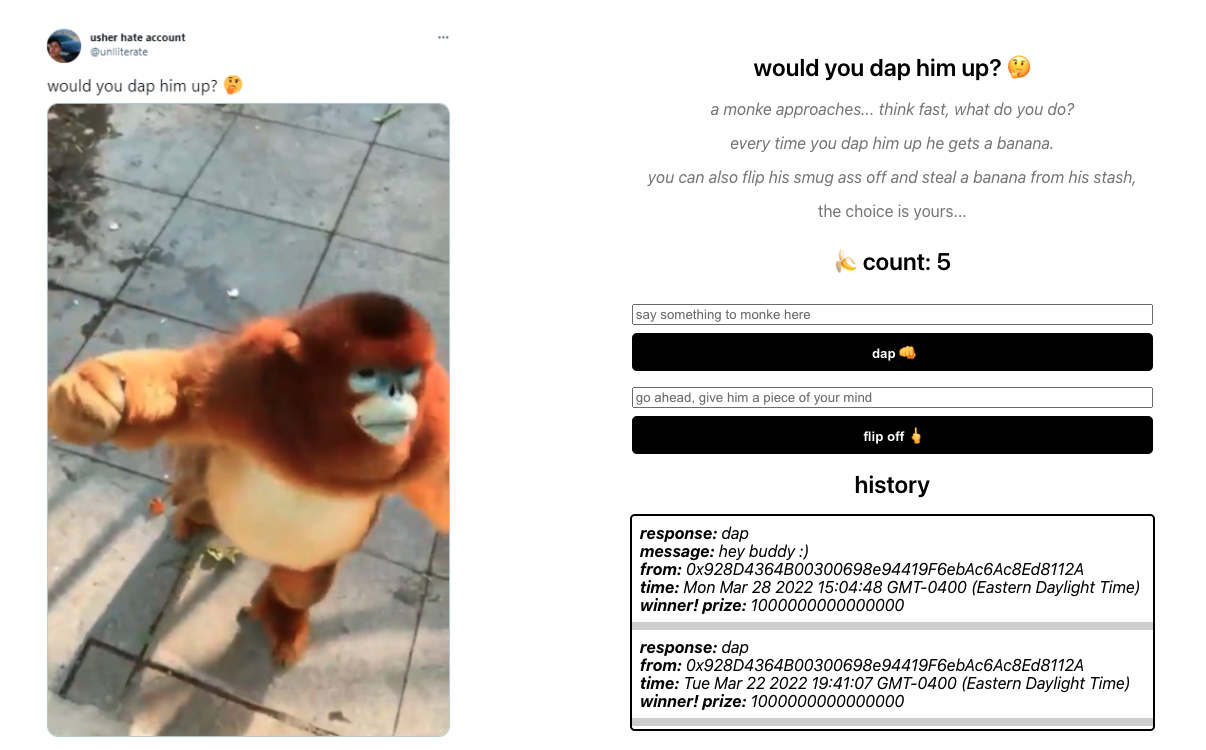 usher hate account
@uniliterate
would you dap him up? 🤔
would you dap him up? 🤔
a monke approaches... think fast, what do you do?
every time you dap him up he gets a banana.
you can also flip his smug ass off and steal a banana from his stash,
the choice is yours...
🍌 count: 5
say something to monke here
dap 👊
go ahead, give him a piece of your mind
flip off 🖕
history
response: dap
message: hey buddy :)
from: 0x928D4364B00300698e94419F6ebAc6Ac8Ed8112A
time: Mon Mar 28 2022 15:04:48 GMT-0400 (Eastern Daylight Time)
winner! prize: 1000000000000000
response: dap
from: 0x928D4364B00300698e94419F6ebAc6Ac8Ed8112A
time: Tue Mar 22 2022 19:41:07 GMT-0400 (Eastern Daylight Time)
winner! prize: 1000000000000000